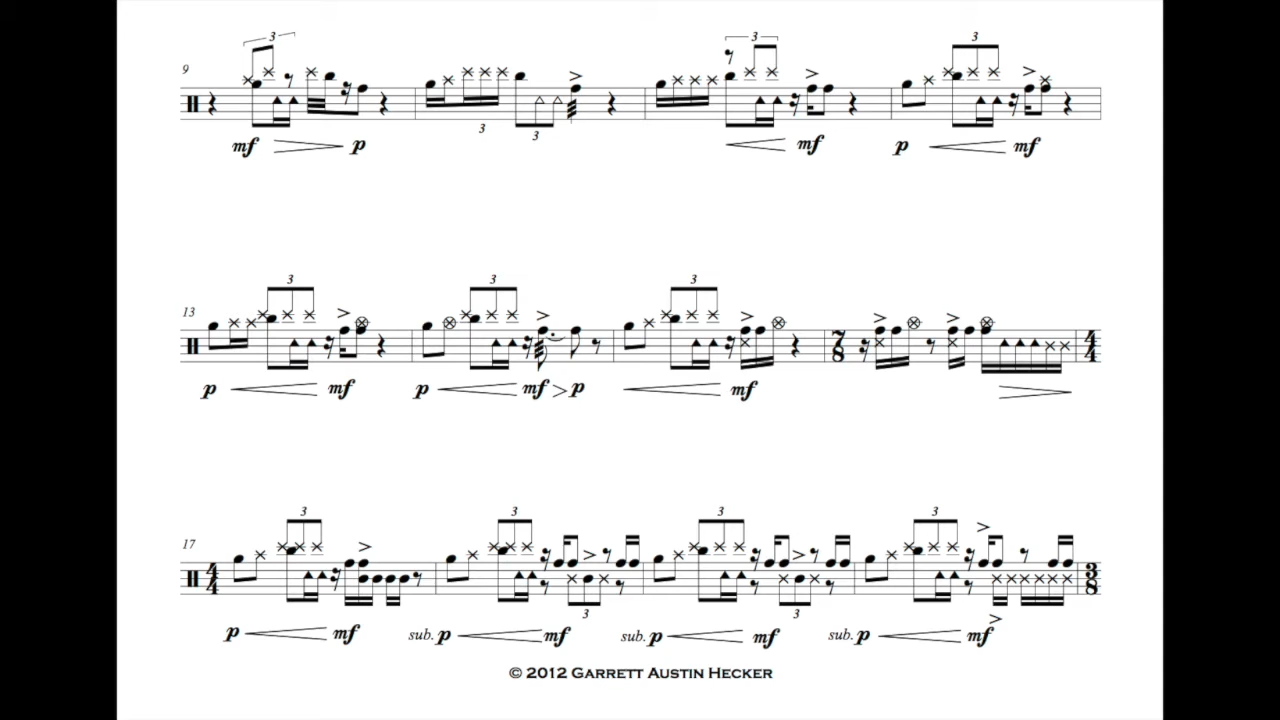 3 3 3
9
3 3
mf p mf p mf
3 3 3
13
7 8 4 4
p mf p mf > p mf
3 3 3 3
17
4 4 3 8
3 3
p mf sub. p mf sub. p mf sub. p mf
© 2012 GARRETT AUSTIN HECKER